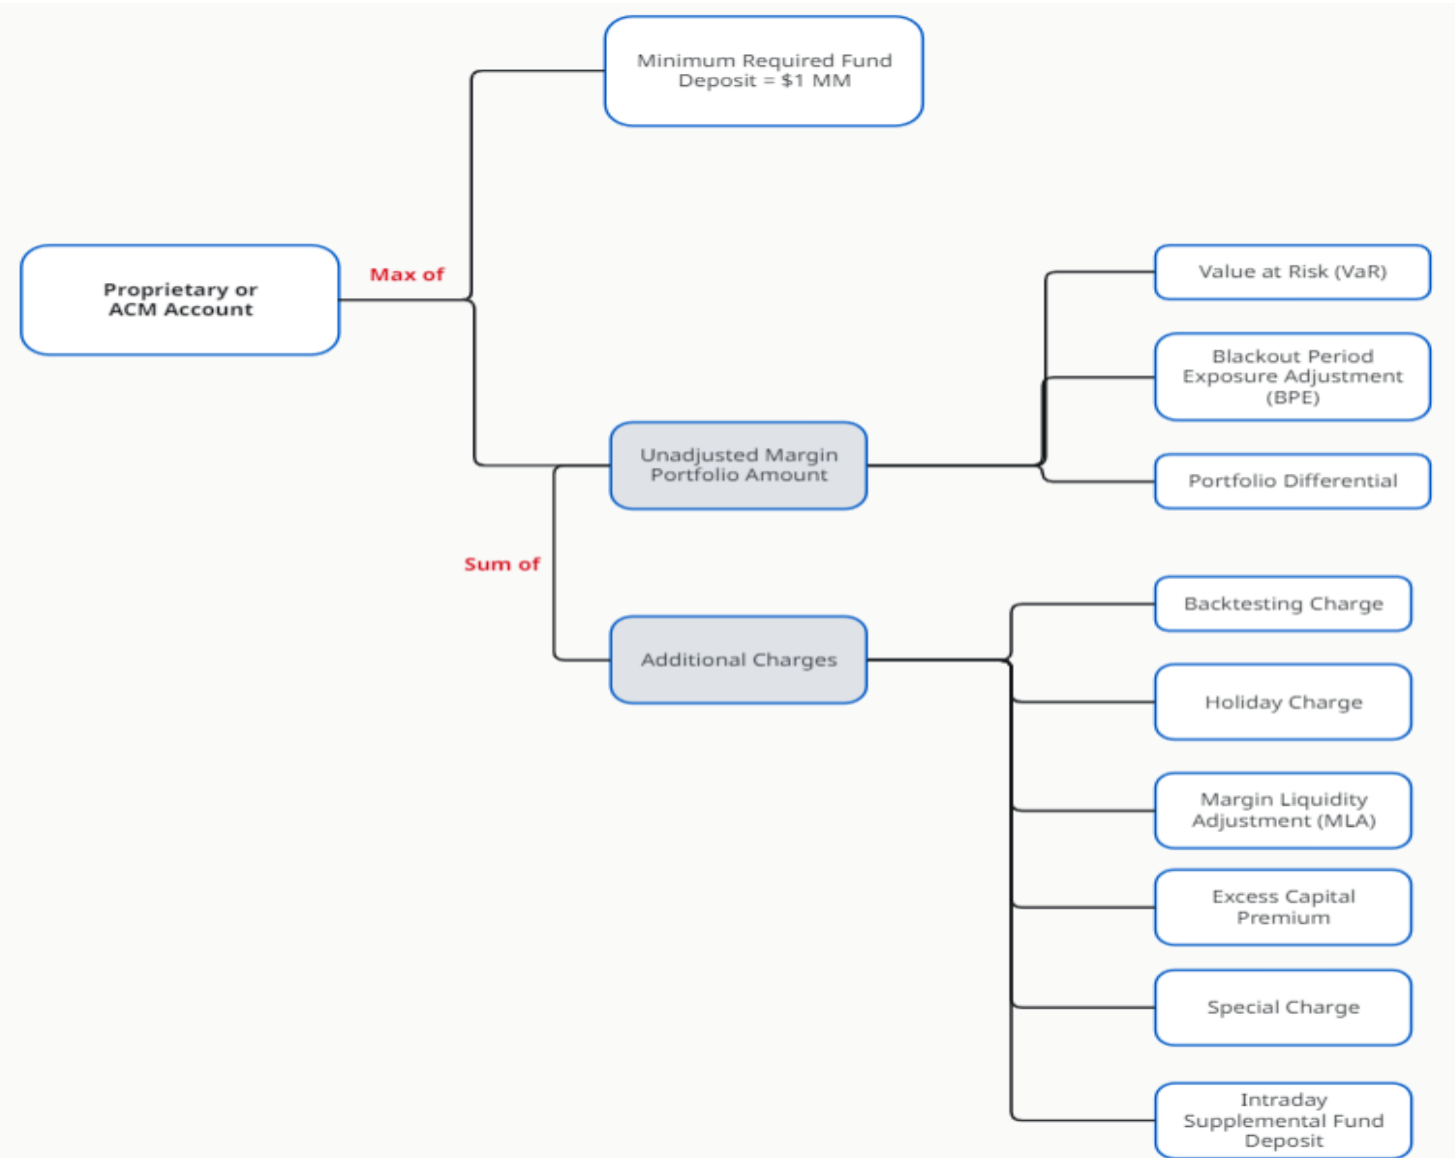 Minimum Required Fund
Deposit = $1 MM
Proprietary or
ACM Account
Max of
Value at Risk (VaR)
Blackout Period
Exposure Adjustment
(BPE)
Unadjusted Margin
Portfolio Amount
Portfolio Differential
Sum of
Additional Charges
Backtesting Charge
Holiday Charge
Margin Liquidity
Adjustment (MLA)
Excess Capital
Premium
Special Charge
Intraday
Supplemental Fund
Deposit